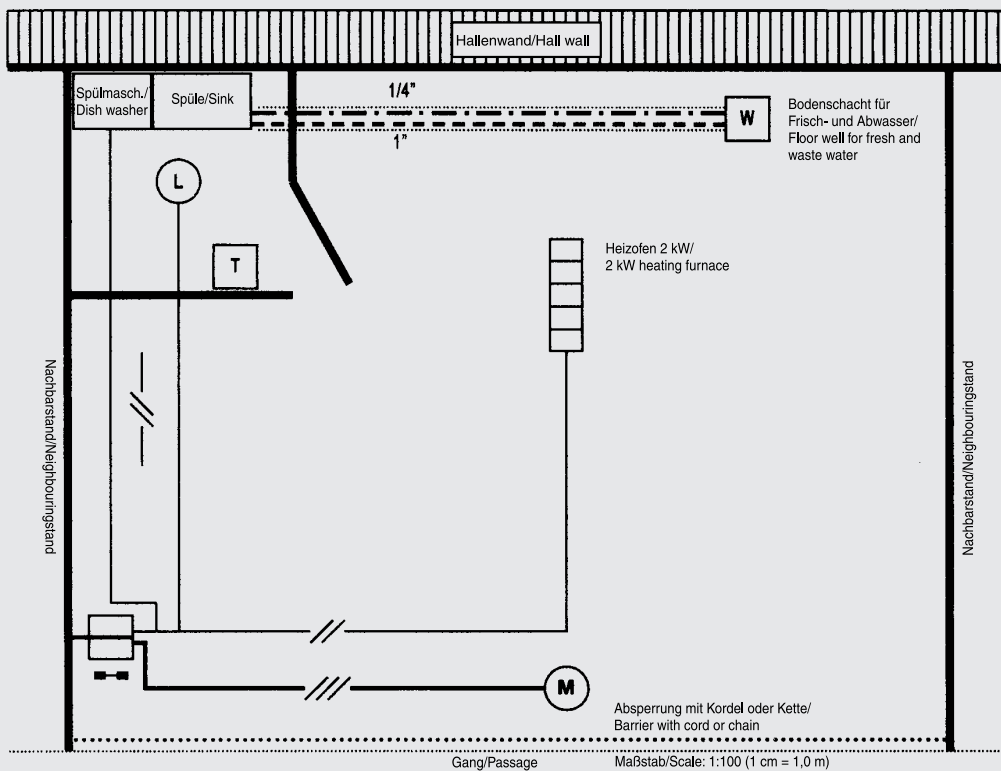 Hallenwand/Hall wall
Spülmasch./
Dish washer
Spüle/Sink
1/4”
1”
W
Bodenschacht für
Frisch- und Abwasser/
Floor well for fresh and
waste water
L
T
Heizofen 2 kW/
2 kW heating furnace
Nachbarstand/Neighbouringstand
Nachbarstand/Neighbouringstand
M
Absperrung mit Kordel oder Kette/
Barrier with cord or chain
Gang/Passage
Maßstab/Scale: 1:100 (1 cm = 1,0 m)